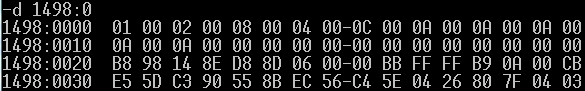 -d 1498:0
1498:0000  01 00 02 00 08 00 04 00-0C 00 0A 00 0A 00 0A 00
1498:0010  0A 00 0A 00 00 00 00 00-00 00 00 00 00 00 00 00
1498:0020  B8 98 14 8E D8 8D 06 00-00 BB FF FF B9 0A 00 CB
1498:0030  E5 5D C3 90 55 8B EC 56-C4 5E 04 26 80 7F 04 03